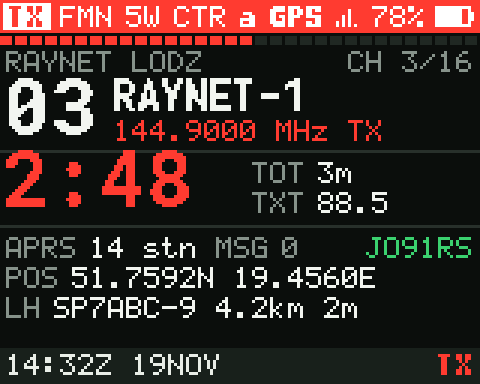 TX FMN 5W CTR a GPS 78%
RAYNET LODZ CH 3/16
03 RAYNET-1
144.9000 MHz TX
2:48 TOT 3m
TXT 88.5
APRS 14 stn MSG 0 JO91RS
POS 51.7592N 19.4560E
LH SP7ABC-9 4.2km 2m
14:32Z 19NOV TX